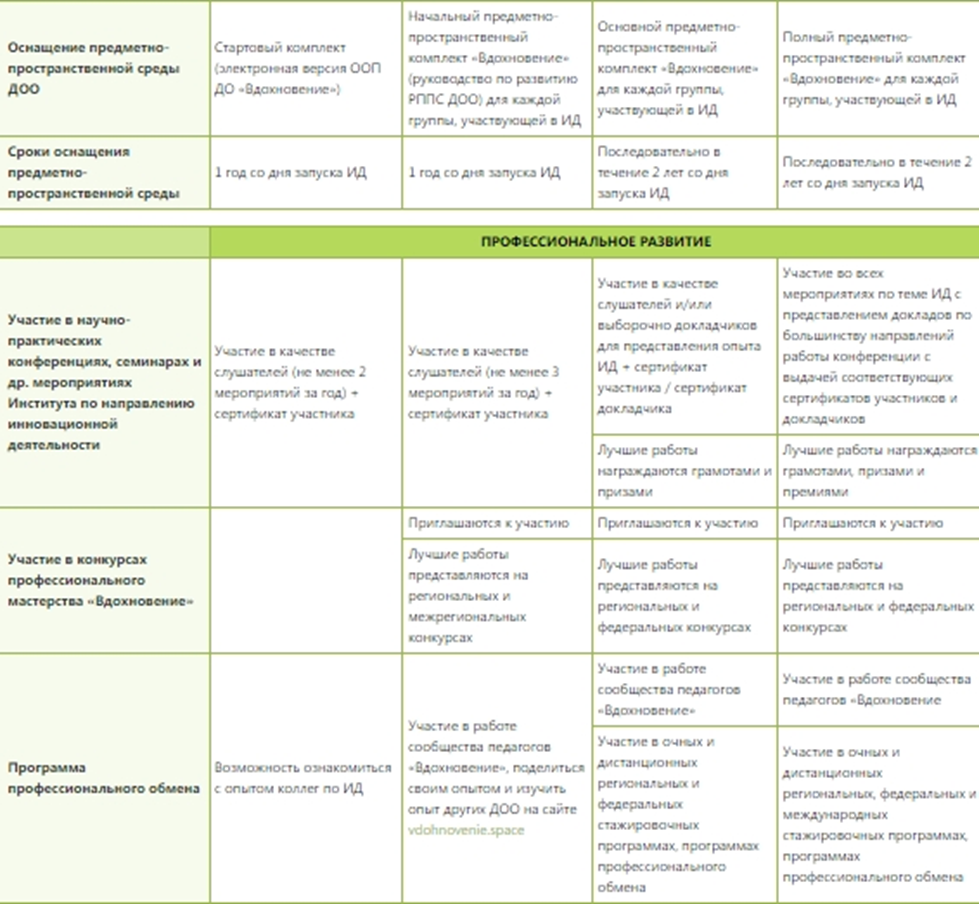 Оснащение предметно-
пространственной среды
ДОО
Стартовый комплект
(электронная версия ООП
ДО «Вдохновение»)
Начальный предметно-
пространственный
комплект «Вдохновение»
(руководство по развитию
РППС ДОО) для каждой
группы, участвующей в ИД
Основной предметно-
пространственный
комплект «Вдохновение»
для каждой группы,
участвующей в ИД
Полный предметно-
пространственный комплект
«Вдохновение» для каждой
группы, участвующей в ИД
Сроки оснащения
предметно-
пространственной среды
1 год со дня запуска ИД
1 год со дня запуска ИД
Последовательно в
течение 2 лет со дня
запуска ИД
Последовательно в течение 2
лет со дня запуска ИД
ПРОФЕССИОНАЛЬНОЕ РАЗВИТИЕ
Участие в научно-
практических
конференциях, семинарах и
др. мероприятиях
Института по направлению
инновационной
деятельности
Участие в качестве
слушателей (не менее 2
мероприятий за год) +
сертификат участника
Участие в качестве
слушателей (не менее 3
мероприятий за год) +
сертификат участника
Участие в качестве
слушателей и/или
выборочно докладчиков
для представления опыта
ИД + сертификат
участника / сертификат
докладчика
Участие во всех
мероприятиях по теме ИД с
представлением докладов по
большинству направлений
работы конференции с
выдачей соответствующих
сертификатов участников и
докладчиков
Лучшие работы
награждаются грамотами и
призами
Лучшие работы награждаются
грамотами, призами и
премиями
Участие в конкурсах
профессионального
мастерства «Вдохновение»
Приглашаются к участию
Приглашаются к участию
Приглашаются к участию
Лучшие работы
представляются на
региональных и
межрегиональных
конкурсах
Лучшие работы
представляются на
региональных и
федеральных конкурсах
Лучшие работы
представляются на
региональных и федеральных
конкурсах
Программа
профессионального обмена
Возможность ознакомиться
с опытом коллег по ИД
Участие в работе
сообщества педагогов
«Вдохновение», поделиться
своим опытом и изучить
опыт других ДОО на сайте
vdohnovenie.space
Участие в работе
сообщества педагогов
«Вдохновение»
Участие в работе сообщества
педагогов «Вдохновение
Участие в очных и
дистанционных
региональных и
федеральных
стажировочных
программах, программах
профессионального
обмена
Участие в очных и
дистанционных
региональных, федеральных и
международных
стажировочных программах,
программах
профессионального обмена